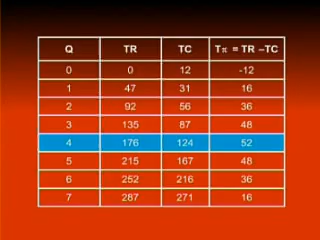 Q TR TC Tπ = TR –TC
0 0 12 -12
1 47 31 16
2 92 56 36
3 135 87 48
4 176 124 52
5 215 167 48
6 252 216 36
7 287 271 16